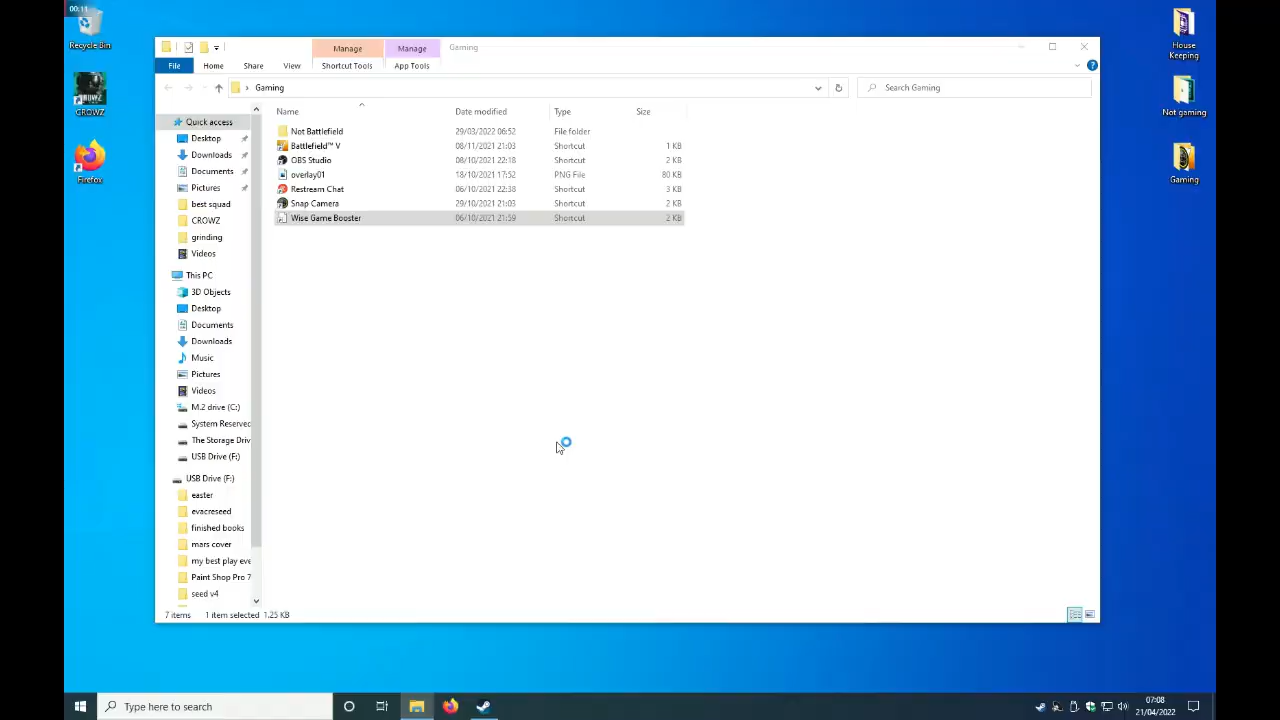 00:11
Recycle Bin
CROWZ
Firefox
House Keeping
Not gaming
Gaming
Manage Manage Gaming
File Home Share View Shortcut Tools App Tools
Gaming
Search Gaming
Name Date modified Type Size
Not Battlefield 29/03/2022 06:52 File folder
Battlefield™ V 08/11/2021 21:03 Shortcut 1 KB
OBS Studio 08/10/2021 22:18 Shortcut 2 KB
overlay01 18/10/2021 17:52 PNG File 80 KB
Restream Chat 06/10/2021 22:38 Shortcut 3 KB
Snap Camera 29/10/2021 21:03 Shortcut 2 KB
Wise Game Booster 06/10/2021 21:59 Shortcut 2 KB
Quick access
Desktop
Downloads
Documents
Pictures
best squad
CROWZ
grinding
Videos
This PC
3D Objects
Desktop
Documents
Downloads
Music
Pictures
Videos
M.2 drive (C:)
System Reserved
The Storage Driv
USB Drive (F:)
USB Drive (F:)
easter
evacreseed
finished books
mars cover
my best play eve
Paint Shop Pro 7
seed v4
7 items 1 item selected 1.25 KB
Type here to search
07:08
21/04/2022